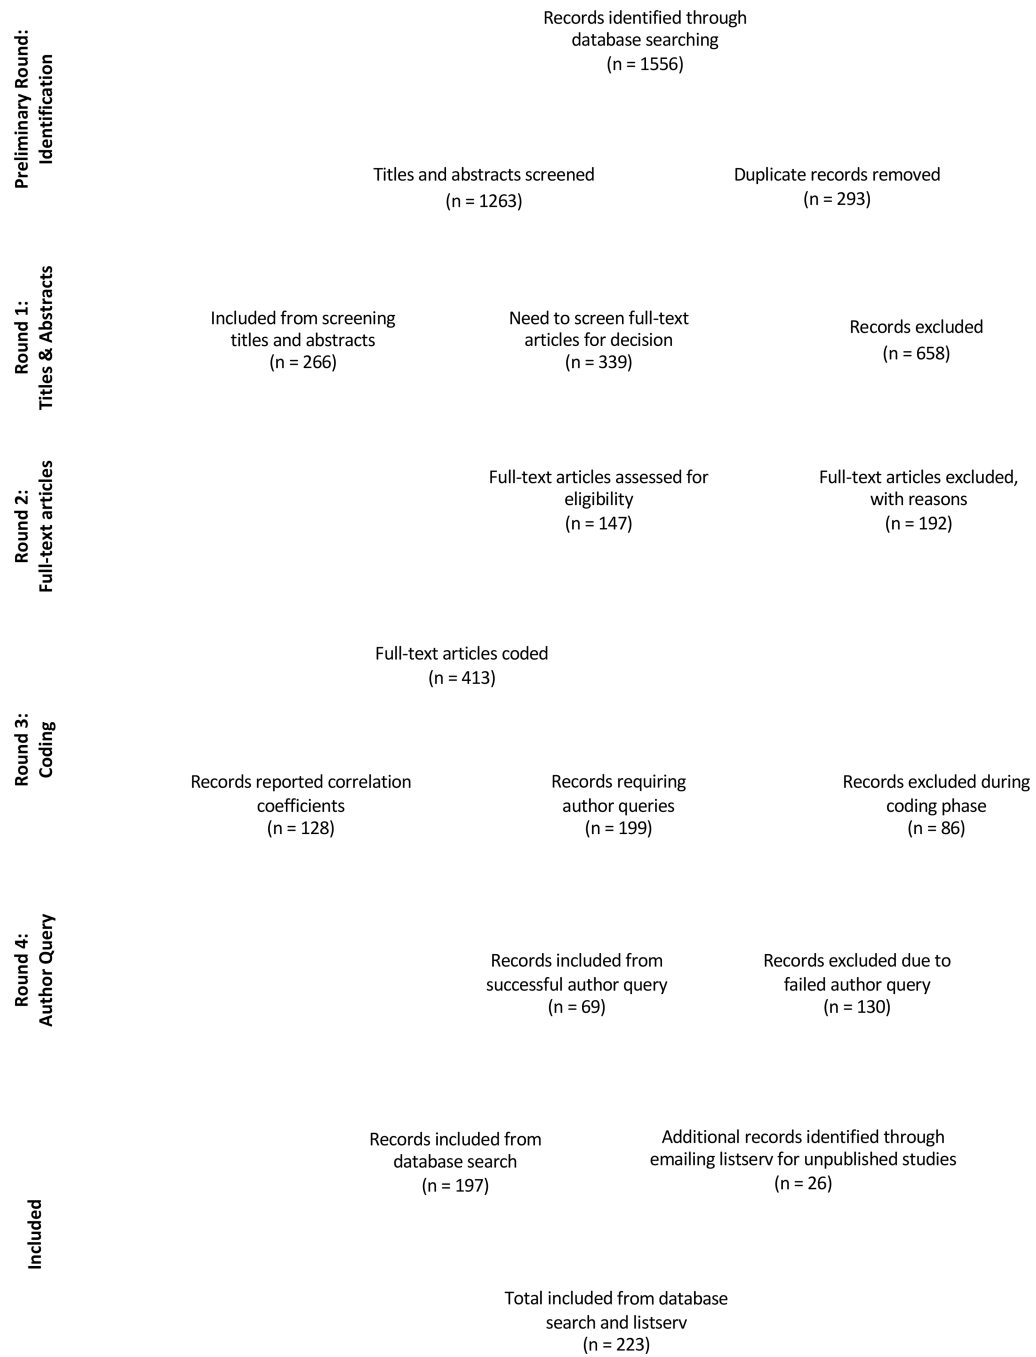 Preliminary Round:
Identification
Records identified through
database searching
(n = 1556)
Titles and abstracts screened
(n = 1263)
Duplicate records removed
(n = 293)
Round 1:
Titles & Abstracts
Included from screening
titles and abstracts
(n = 266)
Need to screen full-text
articles for decision
(n = 339)
Records excluded
(n = 658)
Round 2:
Full-text articles
Full-text articles assessed for
eligibility
(n = 147)
Full-text articles excluded,
with reasons
(n = 192)
Round 3:
Coding
Full-text articles coded
(n = 413)
Records reported correlation
coefficients
(n = 128)
Records requiring
author queries
(n = 199)
Records excluded during
coding phase
(n = 86)
Round 4:
Author Query
Records included from
successful author query
(n = 69)
Records excluded due to
failed author query
(n = 130)
Included
Records included from
database search
(n = 197)
Additional records identified through
emailing listserv for unpublished studies
(n = 26)
Total included from database
search and listserv
(n = 223)